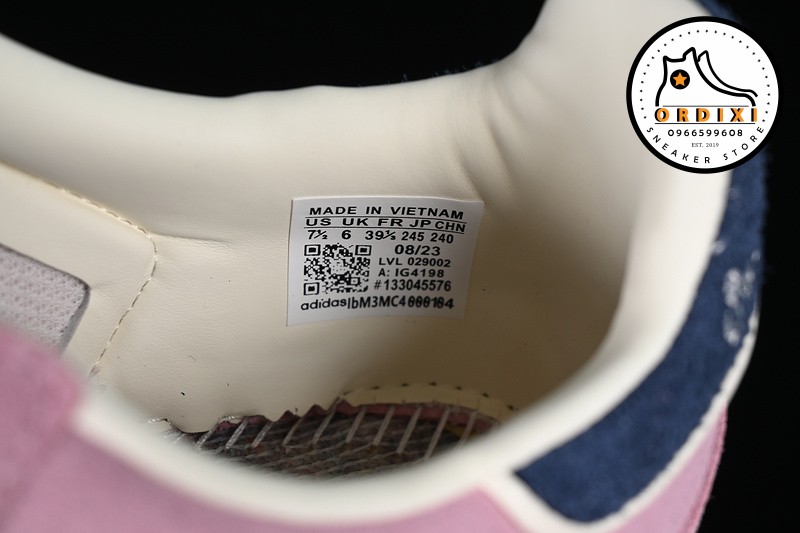 ORDIXI
0966599608
EST. 2019
SNEAKER STORE
MADE IN VIETNAM
US UK FR JP CHN
7½ 6 39⅓ 245 240
08/23
LVL 029002
A: IG4198
#133045576
adidas